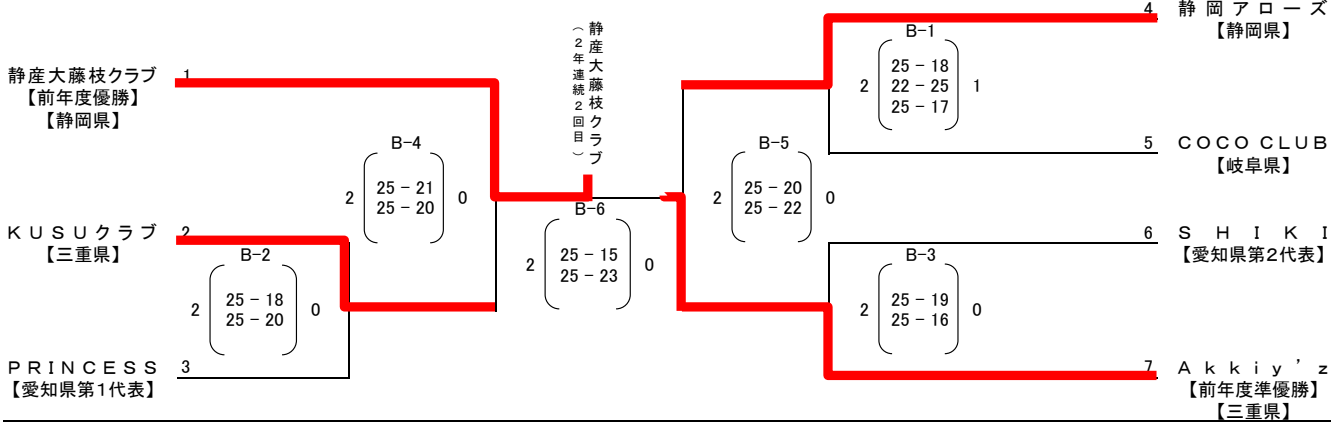 静産大藤枝クラブ
【前年度優勝】
【静岡県】
1
KUSUクラブ
【三重県】
2
PRINCESS
【愛知県第1代表】
3
B-2
2
25 - 18
25 - 20
0
B-4
2
25 - 21
25 - 20
0
静産大藤枝クラブ
（2年連続2回目）
B-6
2
25 - 15
25 - 23
0
B-5
2
25 - 20
25 - 22
0
B-1
2
25 - 18
22 - 25
25 - 17
1
B-3
2
25 - 19
25 - 16
0
4
静岡アローズ
【静岡県】
5
COCO CLUB
【岐阜県】
6
SHIKI
【愛知県第2代表】
7
Akkiy'z
【前年度準優勝】
【三重県】